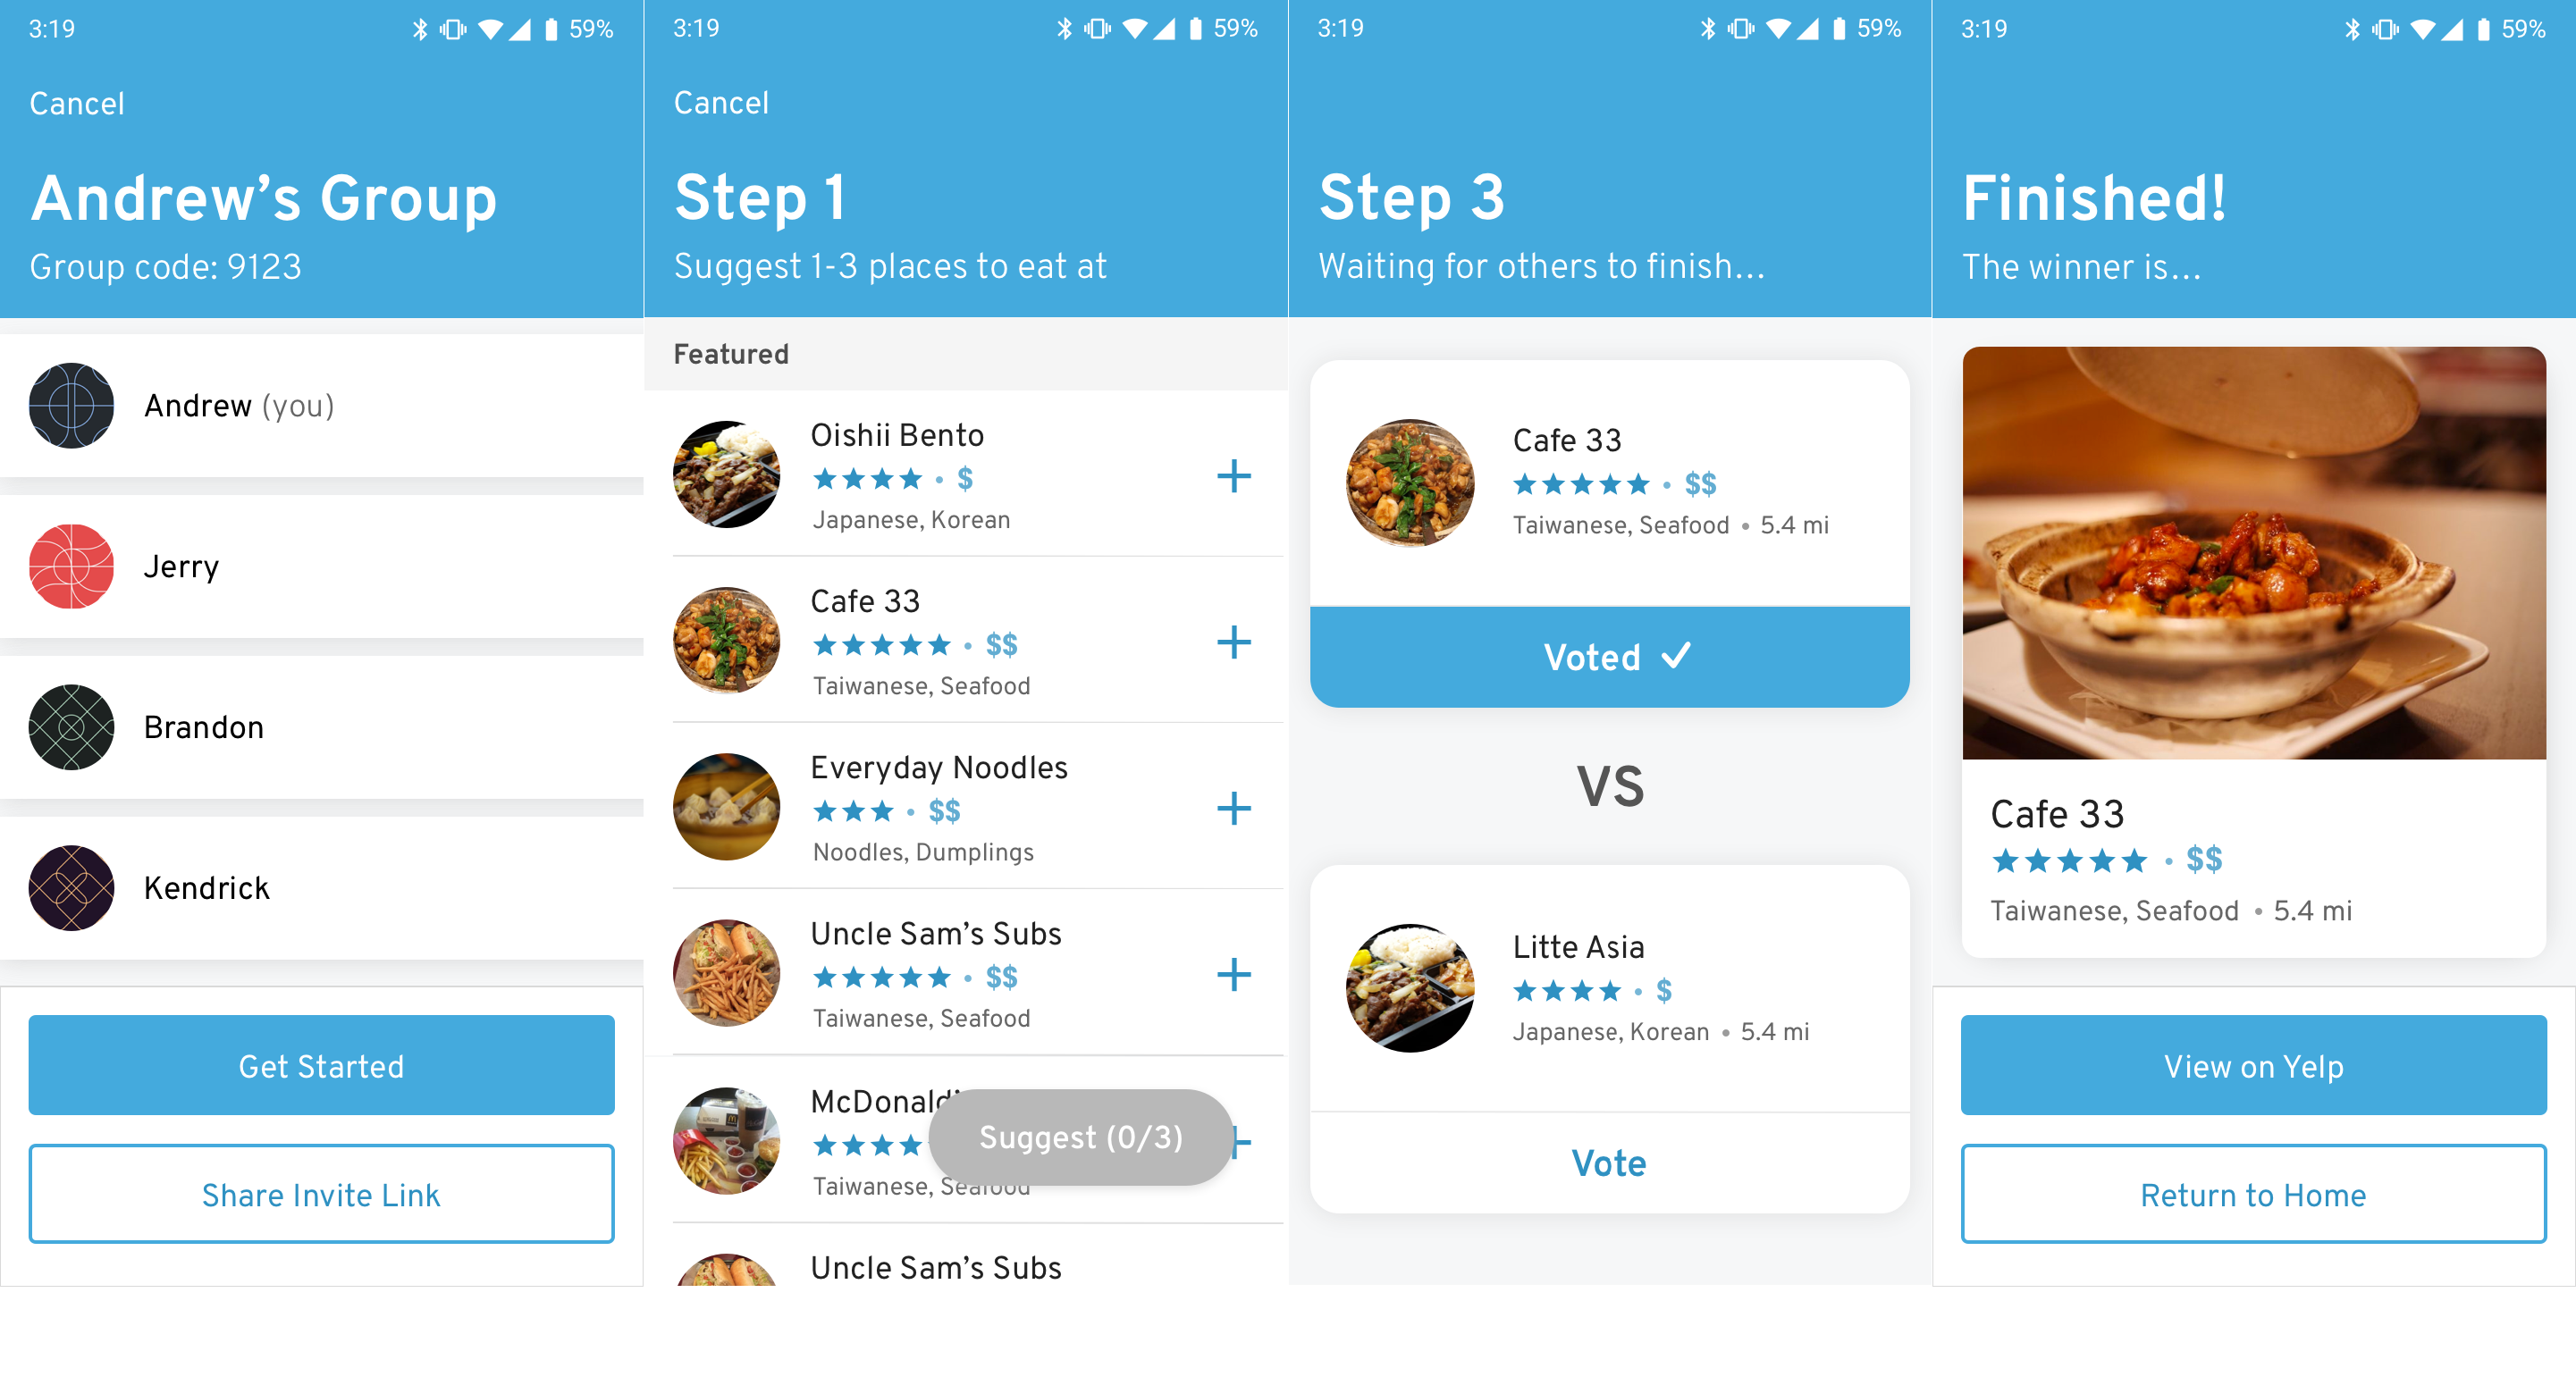 3:19
59%
Cancel
Andrew’s Group
Group code: 9123
Andrew (you)
Jerry
Brandon
Kendrick
Get Started
Share Invite Link
3:19
59%
Cancel
Step 1
Suggest 1-3 places to eat at
Featured
Oishii Bento
$
Japanese, Korean
Cafe 33
$$
Taiwanese, Seafood
Everyday Noodles
$$
Noodles, Dumplings
Uncle Sam’s Subs
$$
Taiwanese, Seafood
McDonald’
Suggest (0/3)
Taiwanese, Seafood
Uncle Sam’s Subs
3:19
59%
Step 3
Waiting for others to finish...
Cafe 33
$$
Taiwanese, Seafood • 5.4 mi
Voted
VS
Litte Asia
$
Japanese, Korean • 5.4 mi
Vote
3:19
59%
Finished!
The winner is...
Cafe 33
$$
Taiwanese, Seafood • 5.4 mi
View on Yelp
Return to Home